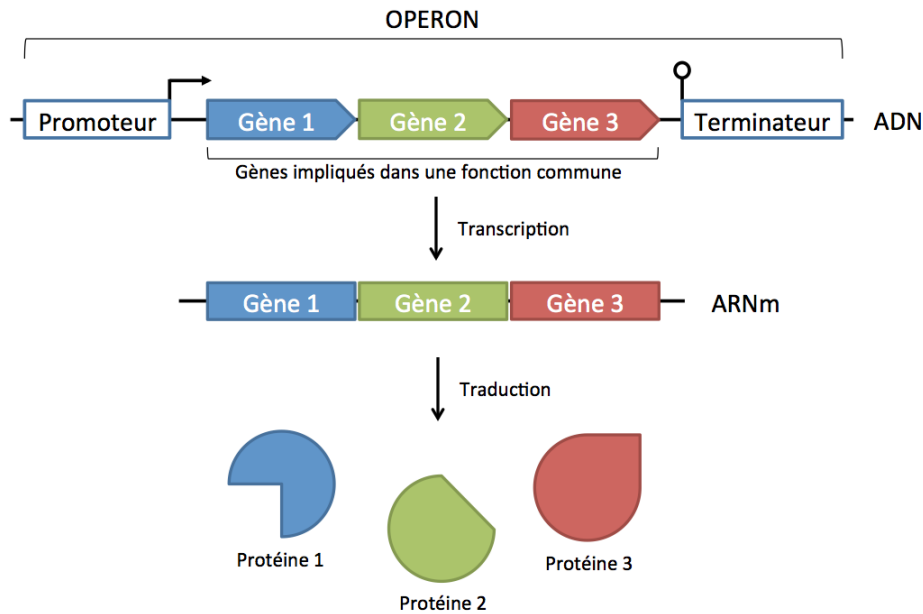 OPERON
Promoteur Gène 1 Gène 2 Gène 3 Terminateur ADN
Gènes impliqués dans une fonction commune
Transcription
Gène 1 Gène 2 Gène 3 ARNm
Traduction
Protéine 1
Protéine 2
Protéine 3